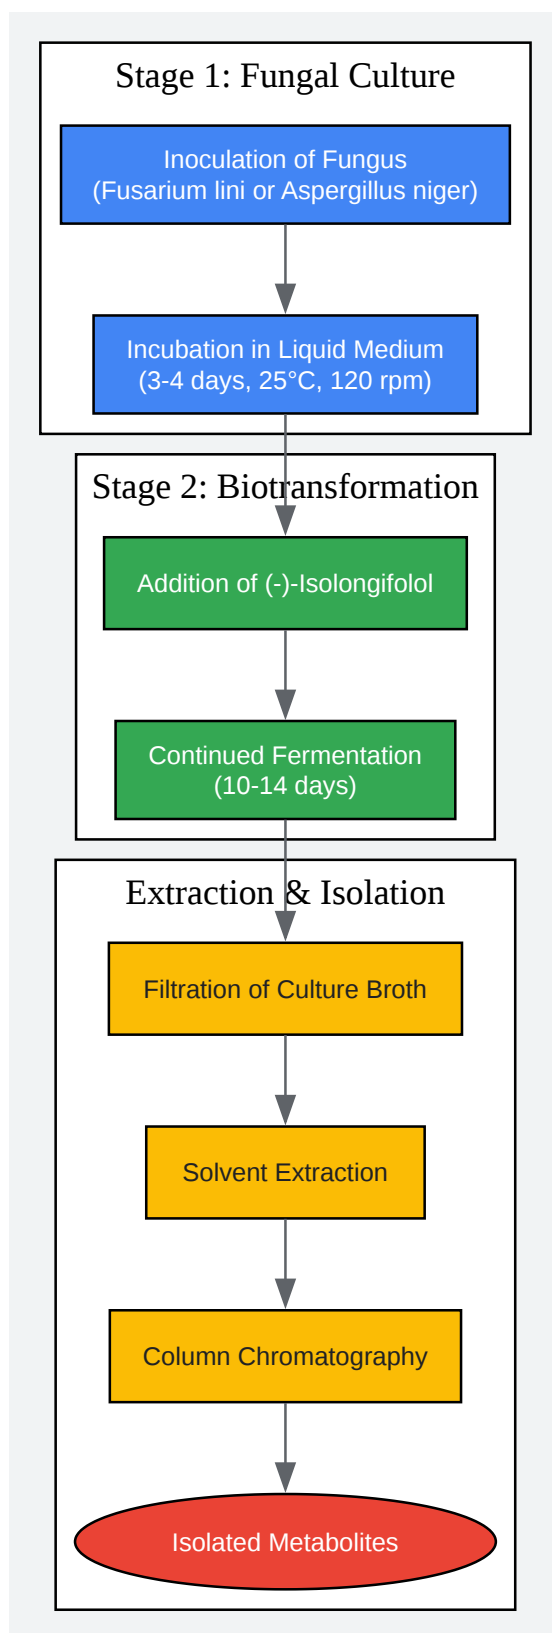 Stage 1: Fungal Culture
Inoculation of Fungus
(Fusarium lini or Aspergillus niger)
Incubation in Liquid Medium
(3-4 days, 25°C, 120 rpm)
Stage 2: Biotransformation
Addition of (-)-Isolongifolol
Continued Fermentation
(10-14 days)
Extraction & Isolation
Filtration of Culture Broth
Solvent Extraction
Column Chromatography
Isolated Metabolites